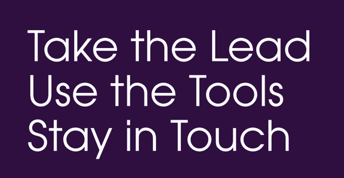 Take the Lead
Use the Tools
Stay in Touch